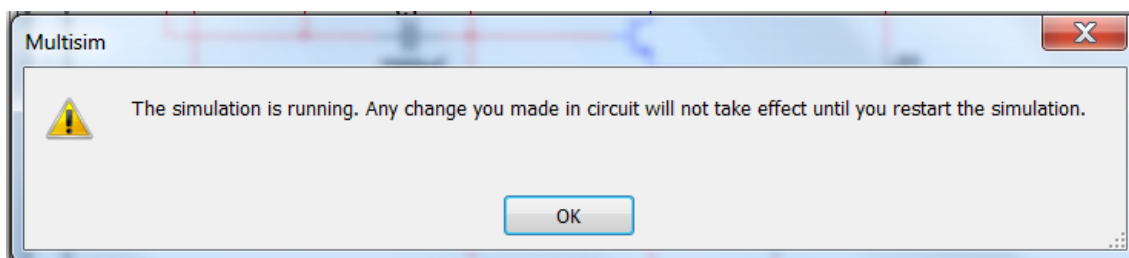 Multisim
The simulation is running. Any change you made in circuit will not take effect until you restart the simulation.
OK